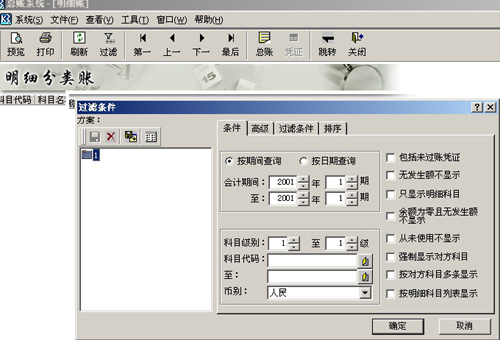 总账系统 - [明细账]
系统(S) 文件(F) 查看(V) 工具(T) 窗口(W) 帮助(H)
预览 打印 刷新 过滤 第一 上一 下一 最后 总账 凭证 跳转 关闭
明细分类账
科目代码 科目名
过滤条件
方案:
1
条件 高级 过滤条件 排序
按期间查询 按日期查询
会计期间: 2001 年 1 期
至: 2001 年 1 期
科目级别: 1 至 1 级
科目代码:
至:
币别: 人民
包括未过账凭证
无发生额不显示
只显示明细科目
余额为零且无发生额
不显示
从未使用不显示
强制显示对方科目
按对方科目多条显示
按明细科目列表显示
确定 取消